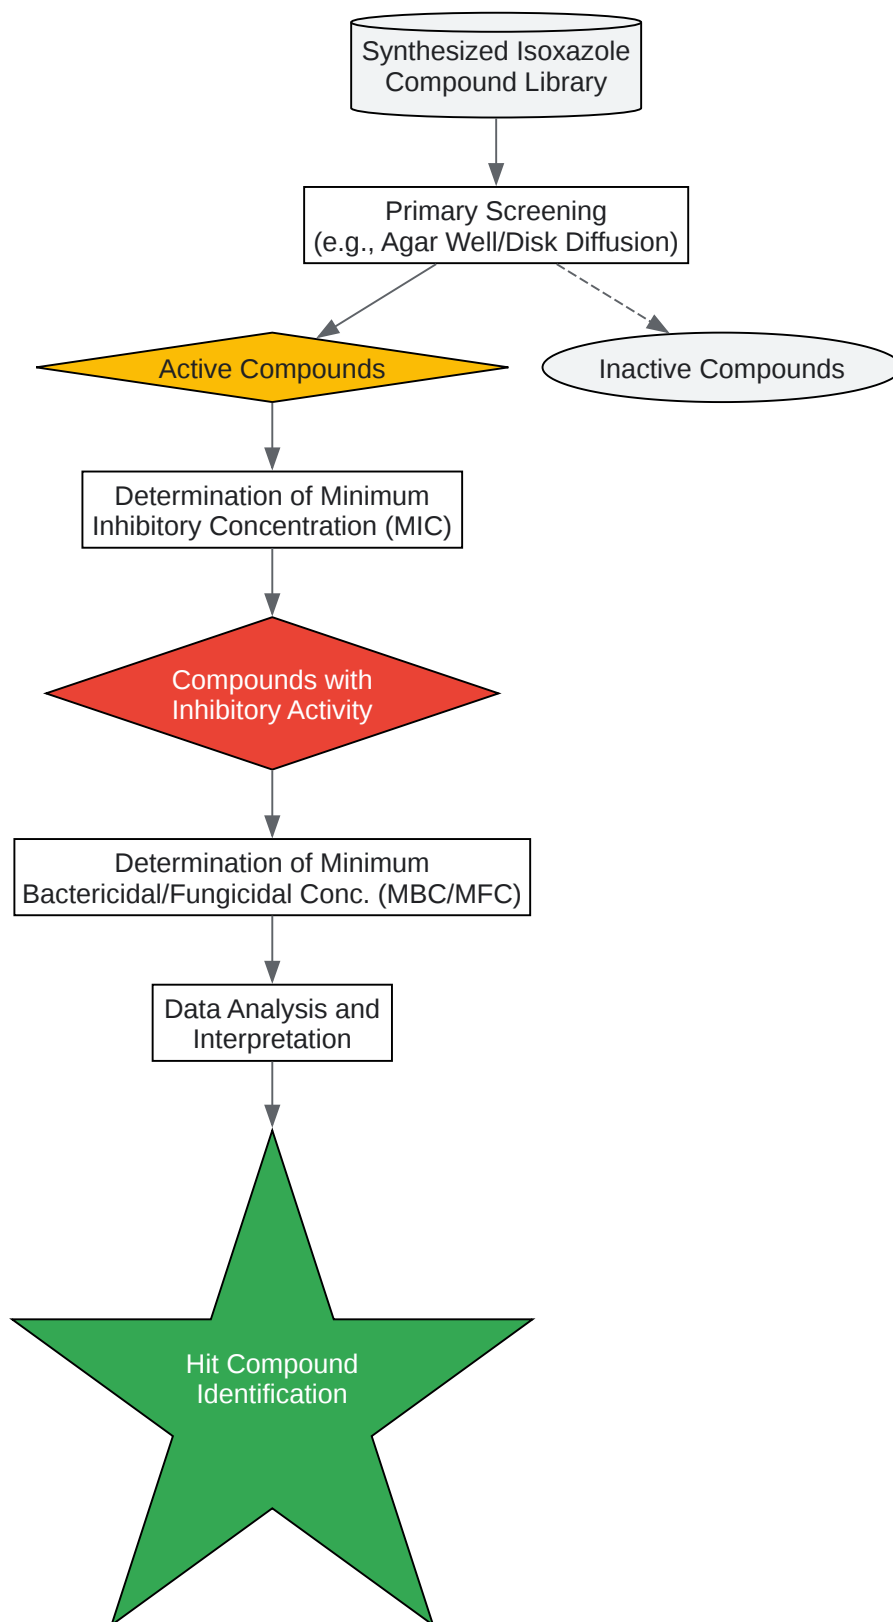 Synthesized Isoxazole
Compound Library
Primary Screening
(e.g., Agar Well/Disk Diffusion)
Active Compounds
Inactive Compounds
Determination of Minimum
Inhibitory Concentration (MIC)
Compounds with
Inhibitory Activity
Determination of Minimum
Bactericidal/Fungicidal Conc. (MBC/MFC)
Data Analysis and
Interpretation
Hit Compound
Identification